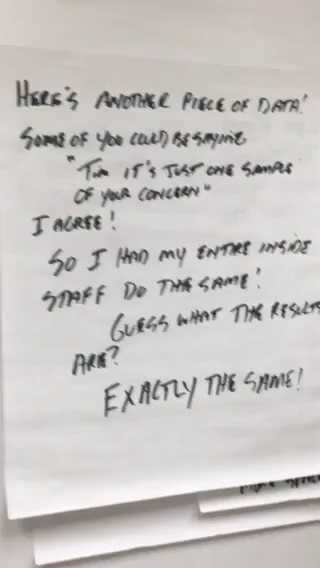 HERE'S ANOTHER PIECE OF DATA!
SOME OF YOU COULD BE SAYING
"TIM IT'S JUST ONE SAMPLE
OF YOUR CONCERN"
I AGREE!
SO I HAD MY ENTIRE INSIDE
STAFF DO THE SAME!
GUESS WHAT THE RESULTS
ARE?
EXACTLY THE SAME!